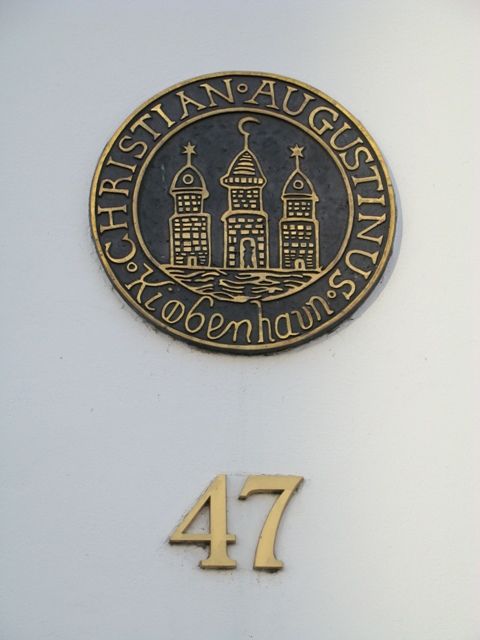 CHRISTIAN · AUGUSTINUS ·
Kiøbenhavn ·
47